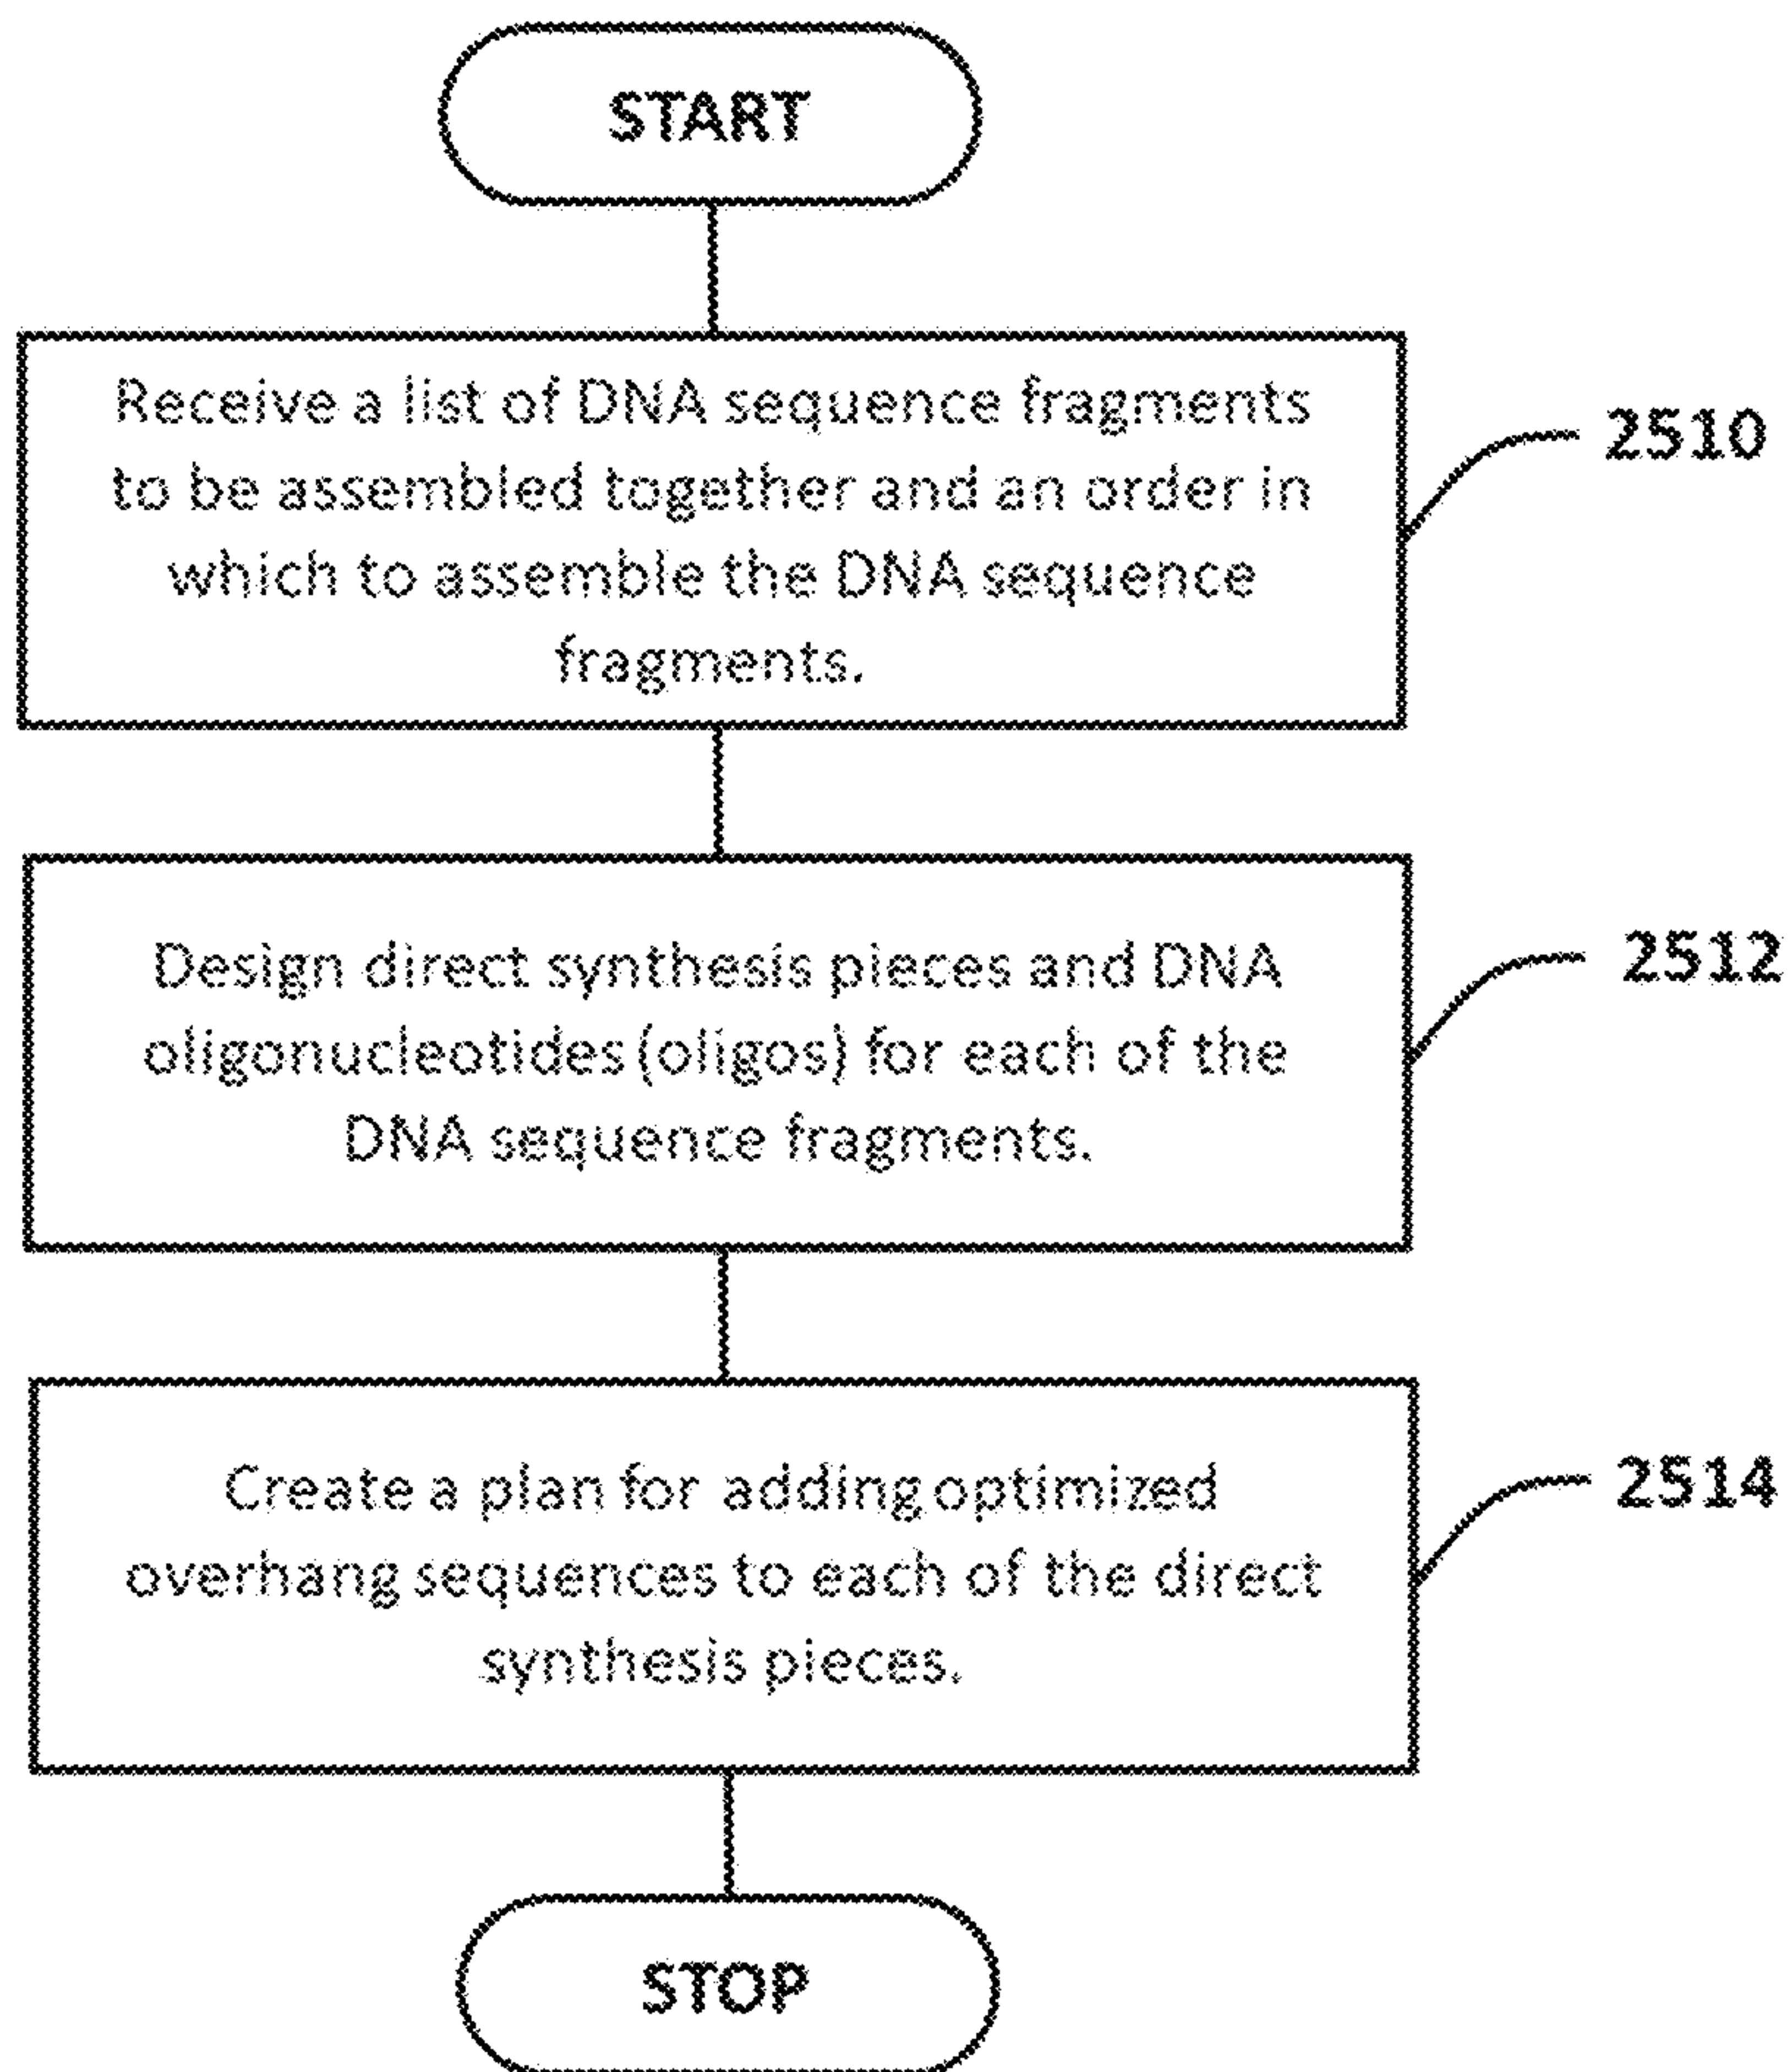 START
Receive a list of DNA sequence fragments
to be assembled together and an order in
which to assemble the DNA sequence
fragments.
2510
Design direct synthesis pieces and DNA
oligonucleotides (oligos) for each of the
DNA sequence fragments.
2512
Create a plan for adding optimized
overhang sequences to each of the direct
synthesis pieces.
2514
STOP